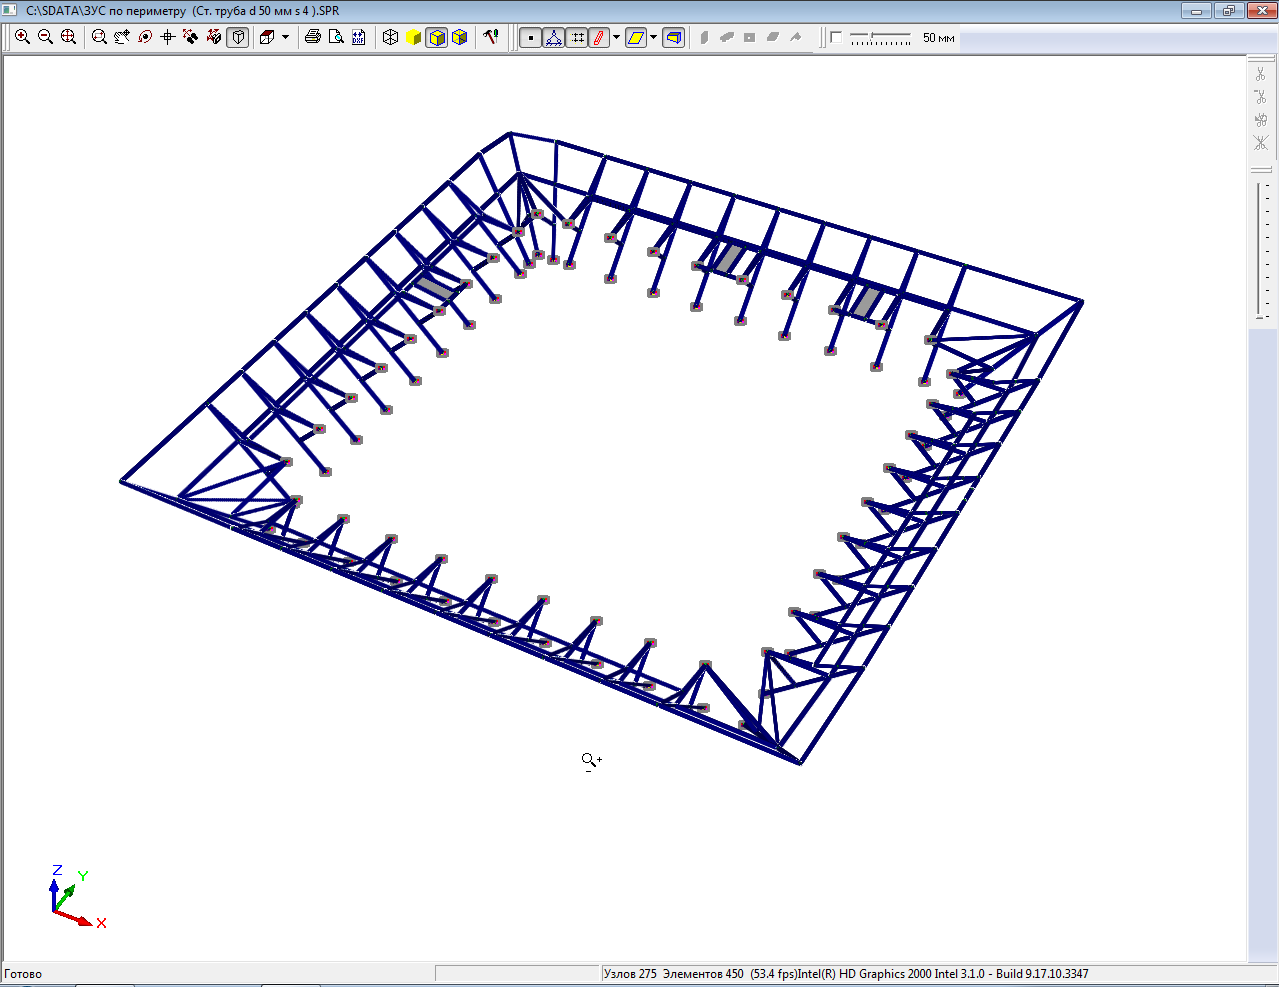 C:\SDATA\ЗУС по периметру (Ст. труба d 50 мм s 4 ).SPR
DXF
50 мм
Z
Y
X
Готово
Узлов 275 Элементов 450 (53.4 fps)Intel(R) HD Graphics 2000 Intel 3.1.0 - Build 9.17.10.3347